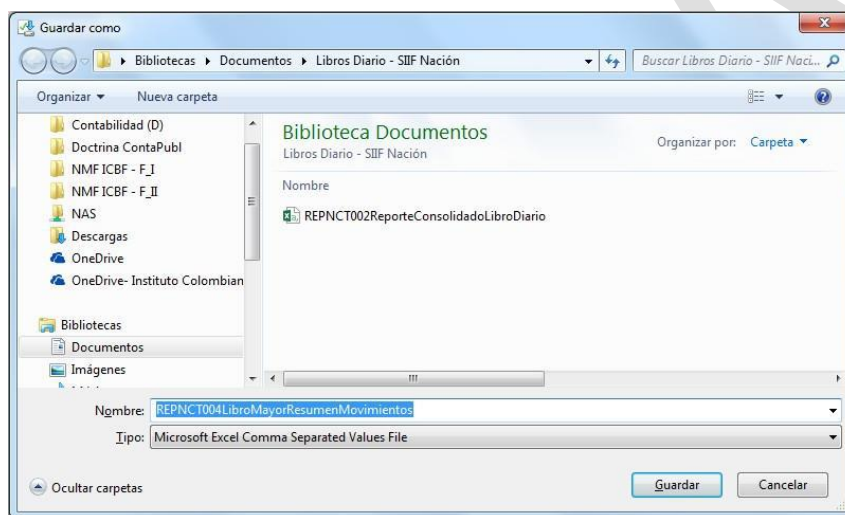 Guardar como
Bibliotecas ▸ Documentos ▸ Libros Diario - SIIF Nación
Buscar Libros Diario - SIIF Naci...
Organizar Nueva carpeta
Contabilidad (D)
Doctrina ContaPubl
NMF ICBF - F_I
NMF ICBF - F_II
NAS
Descargas
OneDrive
OneDrive- Instituto Colombian
Bibliotecas
Documentos
Imágenes
Biblioteca Documentos
Libros Diario - SIIF Nación
Organizar por: Carpeta
Nombre
REPNCT002ReporteConsolidadoLibroDiario
Nombre: REPNCT004LibroMayorResumenMovimientos
Tipo: Microsoft Excel Comma Separated Values File
Ocultar carpetas
Guardar Cancelar